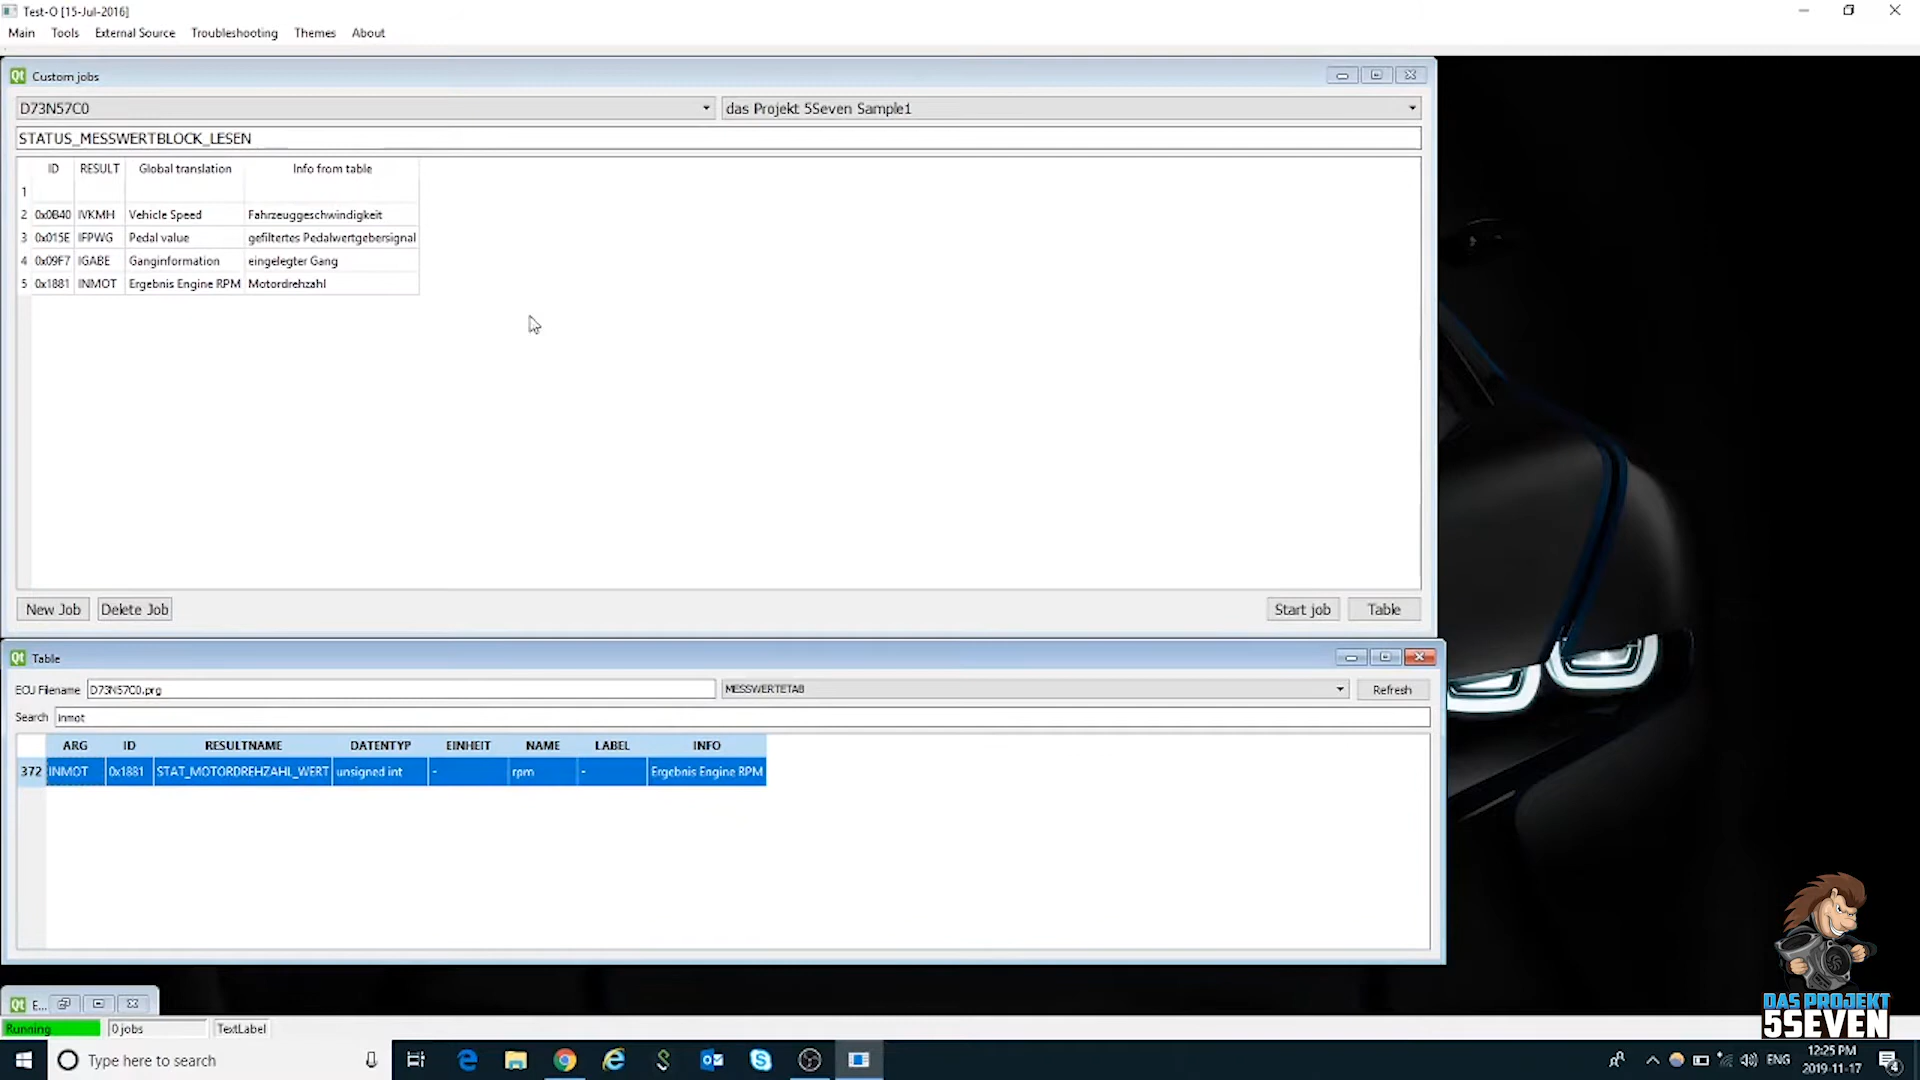 Test-O [15-Jul-2016]
Main Tools External Source Troubleshooting Themes About
Custom jobs
D73N57C0 das Projekt 5Seven Sample1
STATUS_MESSWERTBLOCK_LESEN
ID RESULT Global translation Info from table
1
2 0x0B40 IVKMH Vehicle Speed Fahrzeuggeschwindigkeit
3 0x015E IFPWG Pedal value gefiltertes Pedalwertgebersignal
4 0x09F7 IGABE Ganginformation eingelegter Gang
5 0x1881 INMOT Ergebnis Engine RPM Motordrehzahl
New Job Delete Job Start job Table
Table
ECU Filename D73N57C0.prg MESSWERTETAB Refresh
Search inmot
ARG ID RESULTNAME DATENTYP EINHEIT NAME LABEL INFO
372 INMOT 0x1881 STAT_MOTORDREHZAHL_WERT unsigned int - rpm - Ergebnis Engine RPM
E...
Running 0 jobs TextLabel
DAS PROJEKT
5SEVEN
Type here to search
ENG
12:25 PM
2019-11-17
4